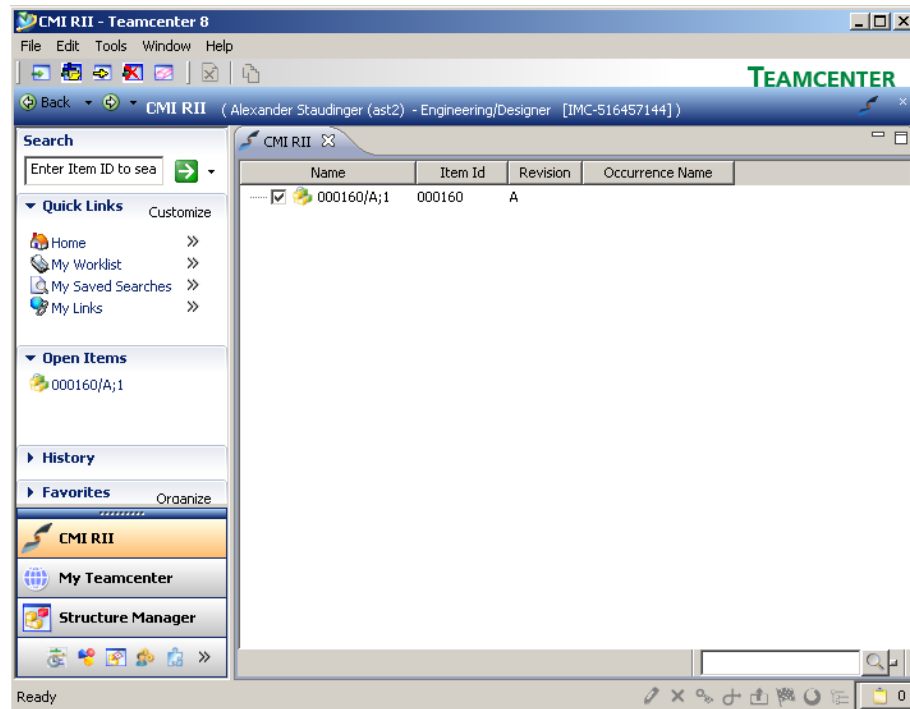 CMI RII - Teamcenter 8
File Edit Tools Window Help
TEAMCENTER
Back CMI RII ( Alexander Staudinger (ast2) - Engineering/Designer [IMC-516457144] )
Search
Enter Item ID to sea
Quick Links Customize
Home
My Worklist
My Saved Searches
My Links
Open Items
000160/A;1
History
Favorites Organize
CMI RII
My Teamcenter
Structure Manager
CMI RII
Name Item Id Revision Occurrence Name
000160/A;1 000160 A
Ready
0